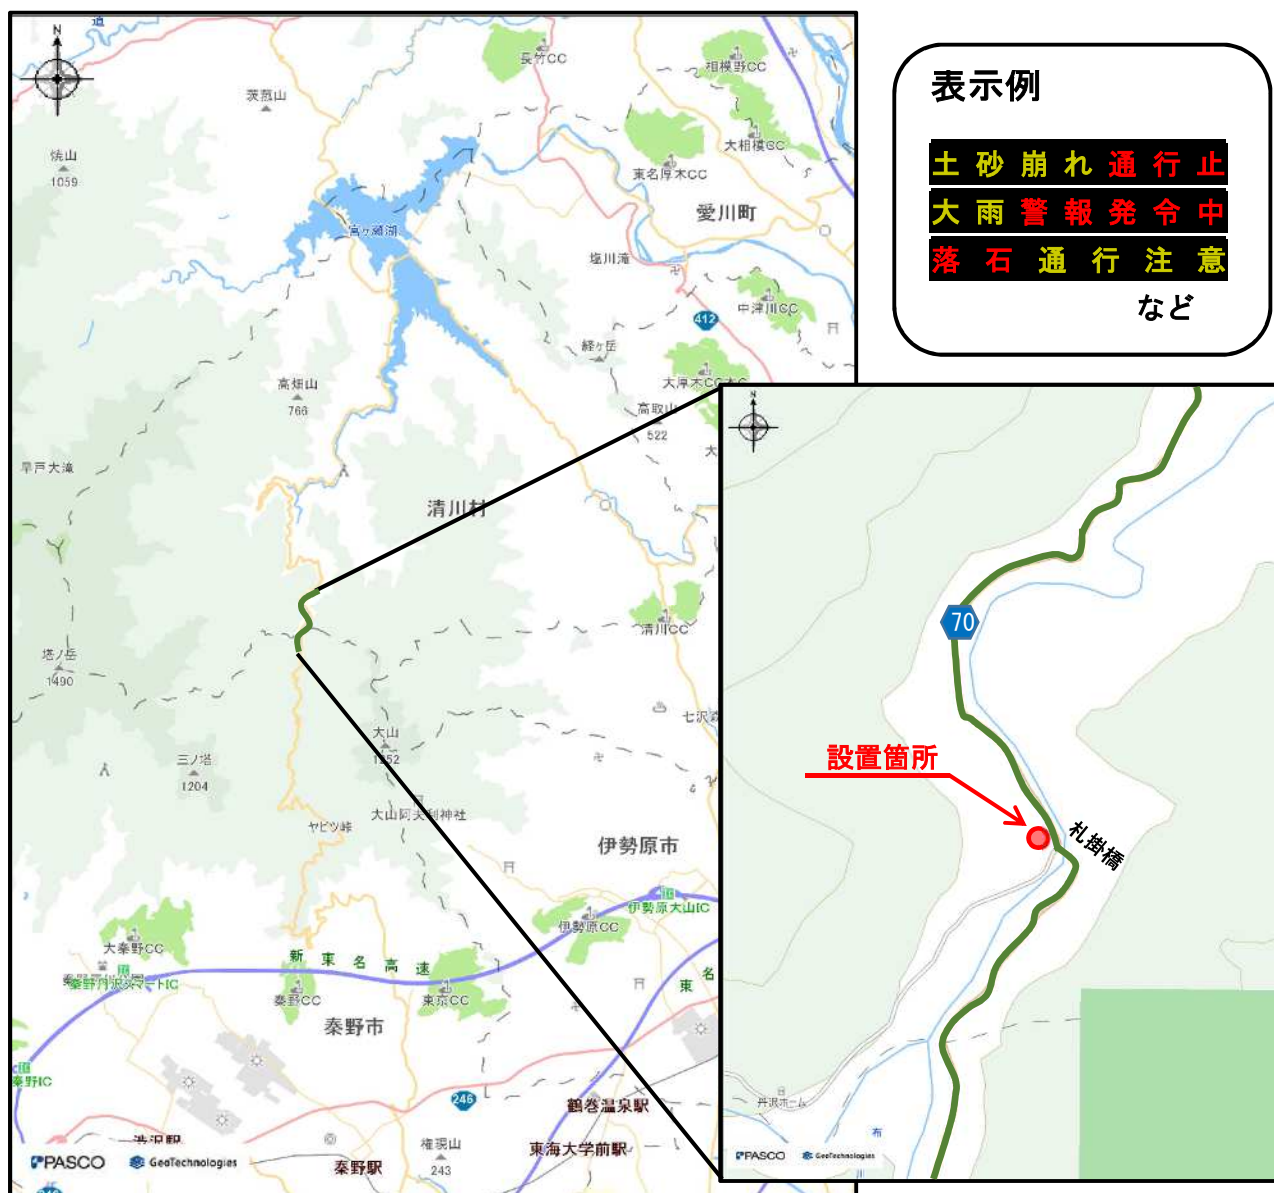 道
N
長竹CC
相模野CC
茨菰山
大相模CC
焼山
1059
東名厚木CC
愛川町
宮ヶ瀬湖
塩川滝
中津川CC
412
経ヶ岳
高畑山
766
大厚木CC
高取山
522
大
早戸大滝
清川村
清川CC
塔ノ岳
1490
七沢
大山
1252
三ノ塔
1204
大山阿夫利神社
ヤビツ峠
伊勢原市
伊勢原大山IC
伊勢原CC
大秦野CC
新東名高速
秦野丹沢スマートIC
秦野CC
東京CC
東名
秦野市
秦野IC
246
鶴巻温泉駅
渋沢駅
権現山
243
東海大学前駅
秦野駅
PASCO
GeoTechnologies
246
表示例
土砂崩れ通行止
大雨警報発令中
落石通行注意
など
N
70
設置箇所
札掛橋
丹沢ホーム
布
PASCO
GeoTechnologies